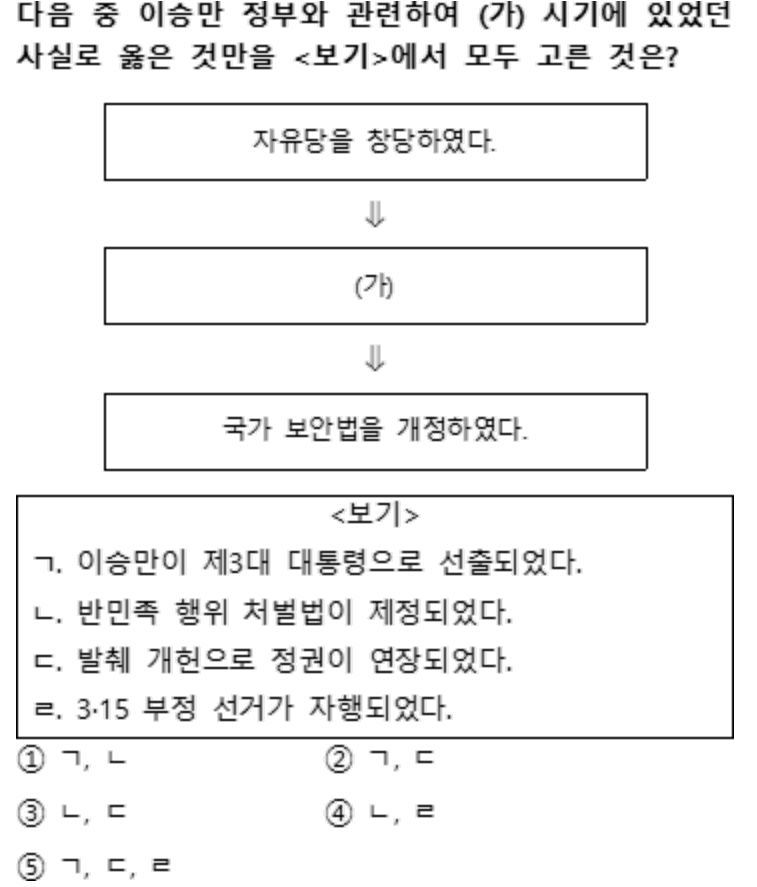 다음 중 이승만 정부와 관련하여 (가) 시기에 있었던
사실로 옳은 것만을 <보기>에서 모두 고른 것은?
자유당을 창당하였다.
⇓
(가)
⇓
국가 보안법을 개정하였다.
<보기>
ㄱ. 이승만이 제3대 대통령으로 선출되었다.
ㄴ. 반민족 행위 처벌법이 제정되었다.
ㄷ. 발췌 개헌으로 정권이 연장되었다.
ㄹ. 3·15 부정 선거가 자행되었다.
① ㄱ, ㄴ ② ㄱ, ㄷ
③ ㄴ, ㄷ ④ ㄴ, ㄹ
⑤ ㄱ, ㄷ, ㄹ